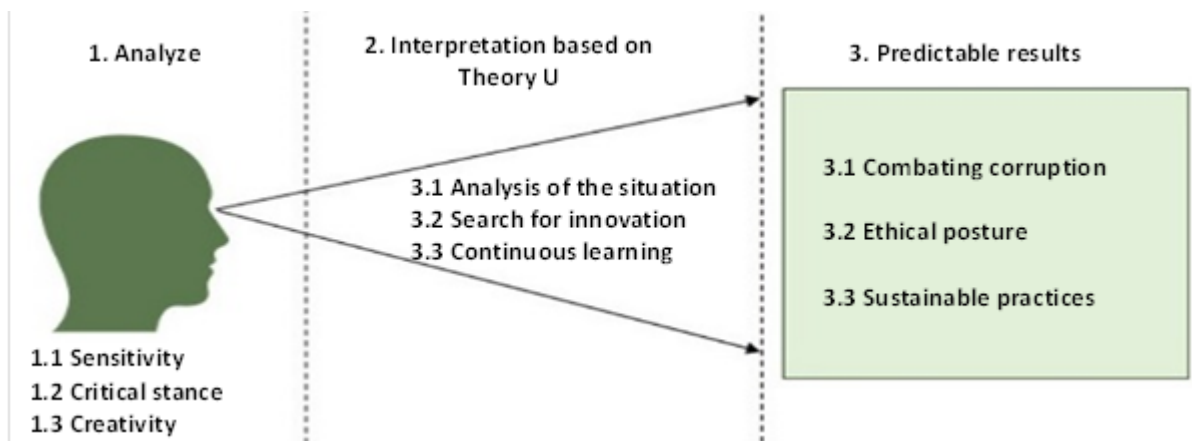 1. Analyze
1.1 Sensitivity
1.2 Critical stance
1.3 Creativity
2. Interpretation based on
Theory U
3.1 Analysis of the situation
3.2 Search for innovation
3.3 Continuous learning
3. Predictable results
3.1 Combating corruption
3.2 Ethical posture
3.3 Sustainable practices